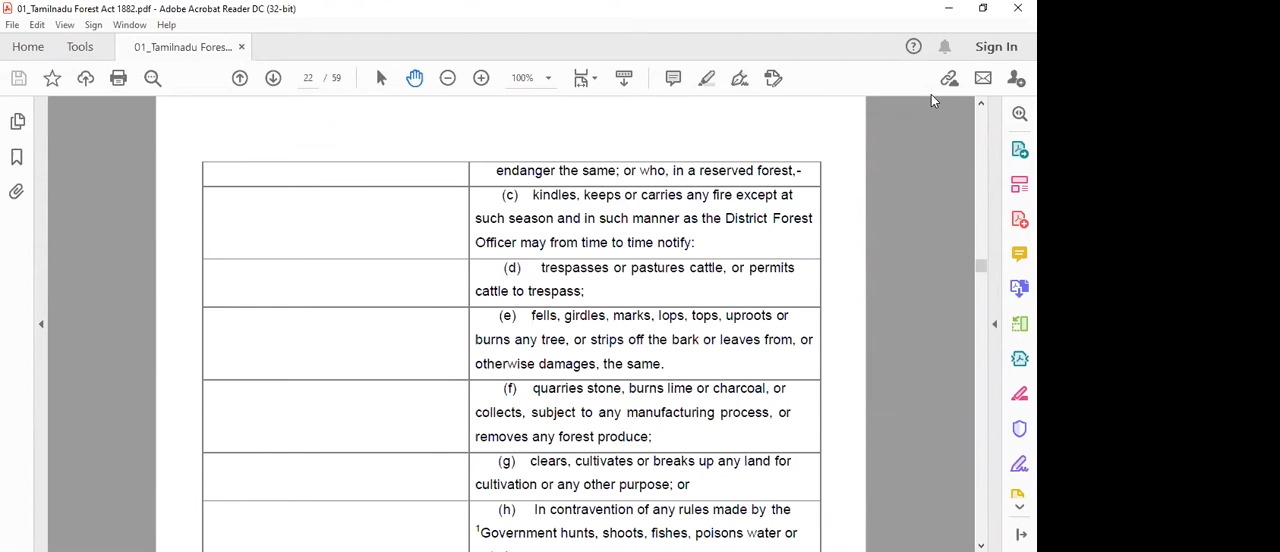 01_Tamilnadu Forest Act 1882.pdf - Adobe Acrobat Reader DC (32-bit)
File Edit View Sign Window Help
Home Tools 01_Tamilnadu Fores... × Sign In
22 / 59 100%
endanger the same; or who, in a reserved forest,-
(c) kindles, keeps or carries any fire except at
such season and in such manner as the District Forest
Officer may from time to time notify:
(d) trespasses or pastures cattle, or permits
cattle to trespass;
(e) fells, girdles, marks, lops, tops, uproots or
burns any tree, or strips off the bark or leaves from, or
otherwise damages, the same.
(f) quarries stone, burns lime or charcoal, or
collects, subject to any manufacturing process, or
removes any forest produce;
(g) clears, cultivates or breaks up any land for
cultivation or any other purpose; or
(h) In contravention of any rules made by the
¹Government hunts, shoots, fishes, poisons water or